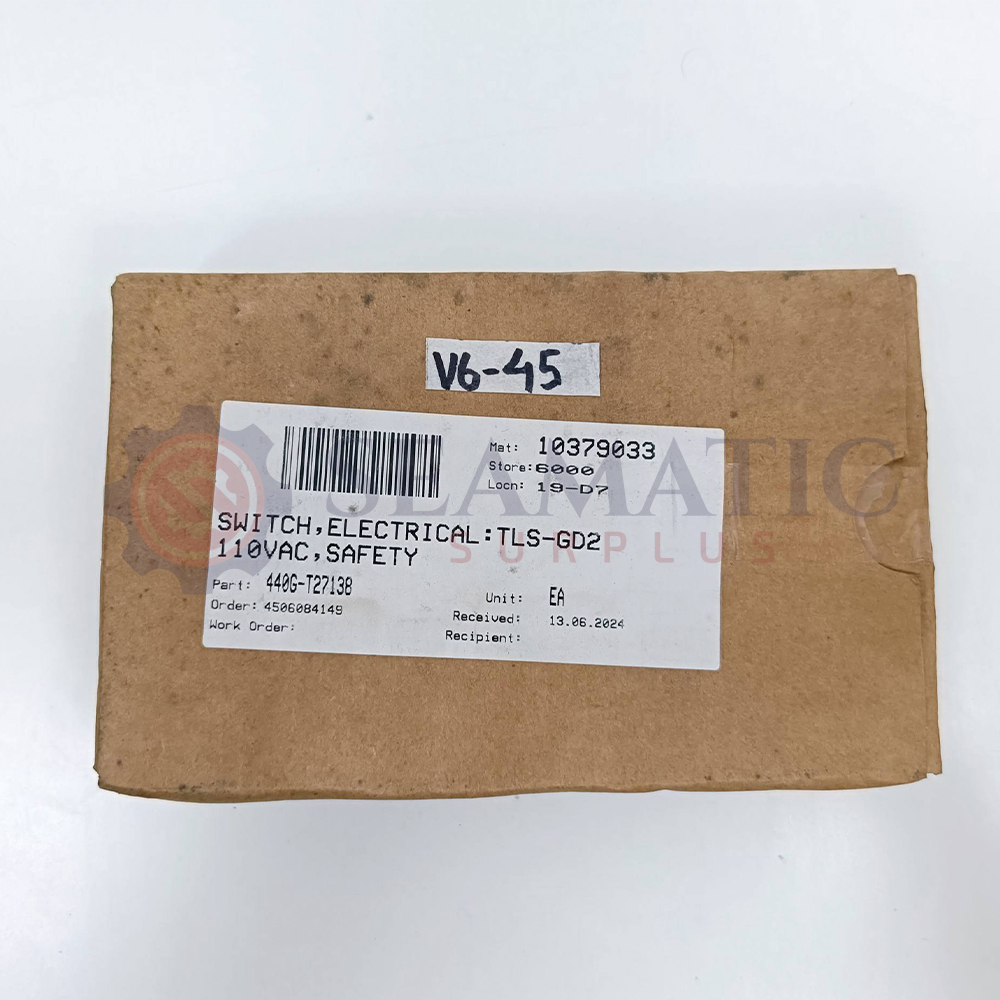 V6-45
Mat: 10379033
Store: 6000
Locn: 19-D7
SLAMATIC
SURPLUS
SWITCH,ELECTRICAL:TLS-GD2
110VAC,SAFETY
Part: 440G-T27138
Unit: EA
Order: 4506084149
Received: 13.06.2024
Work Order:
Recipient: